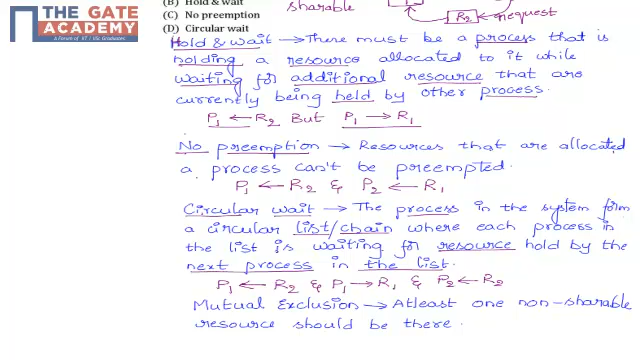 THE GATE
ACADEMY
A Forum of IIT / IISc Graduates
(B) Hold & wait
(C) No preemption
(D) Circular wait
sharable
R2 ← request
Hold & wait → There must be a process that is
holding a resource allocated to it while
waiting for additional resource that are
currently being held by other process.
P1 ← R2 But P1 → R1
No preemption → Resources that are allocated
a process can't be preempted.
P1 ← R2 & P2 ← R1
Circular wait → The process in the system form
a circular list/chain where each process in
the list is waiting for resource hold by the
next process in the list.
P1 ← R2 & P1 → R1 & P2 ← R2
Mutual Exclusion → Atleast one non-sharable
resource should be there.